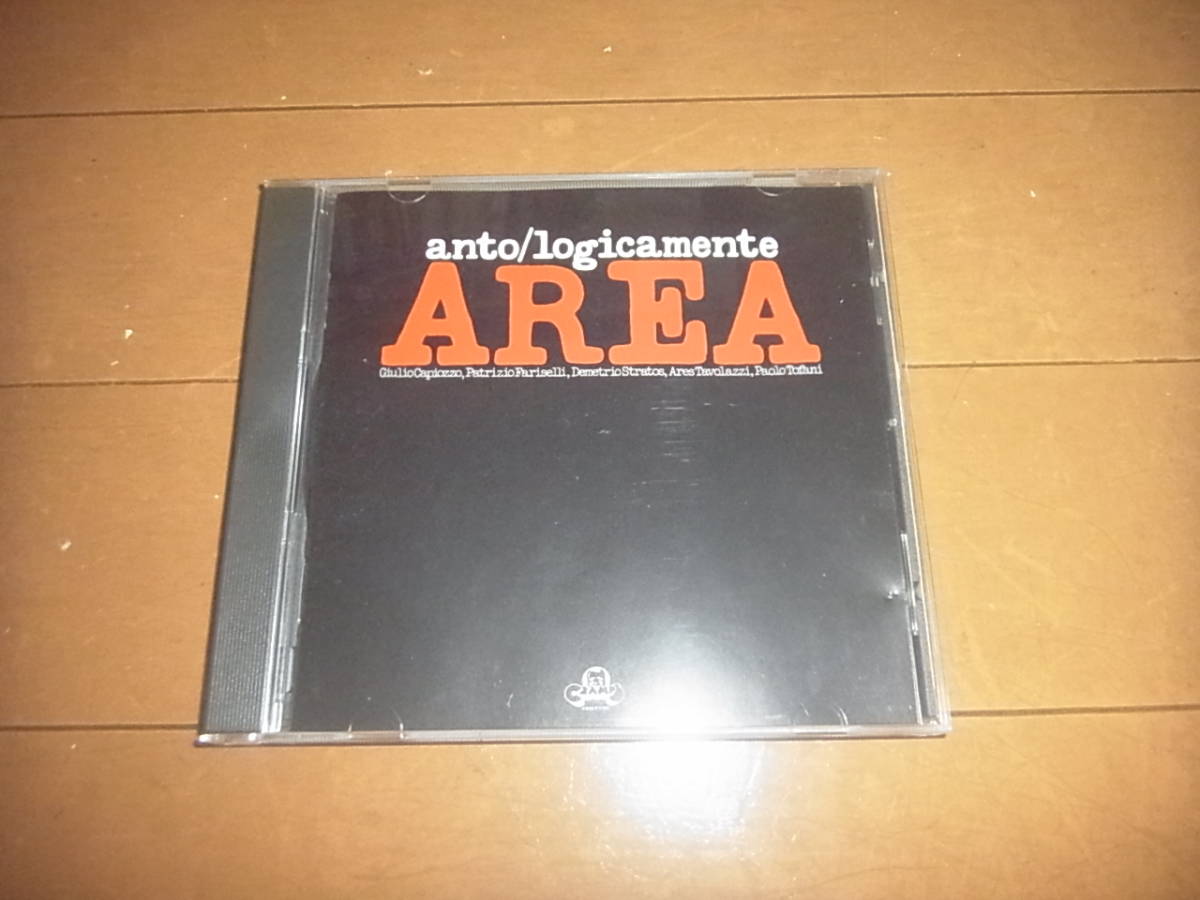 anto/logicamente
AREA
Giulio Capiozzo, Patrizio Fariselli, Demetrio Stratos, Ares Tavolazzi, Paolo Tofani